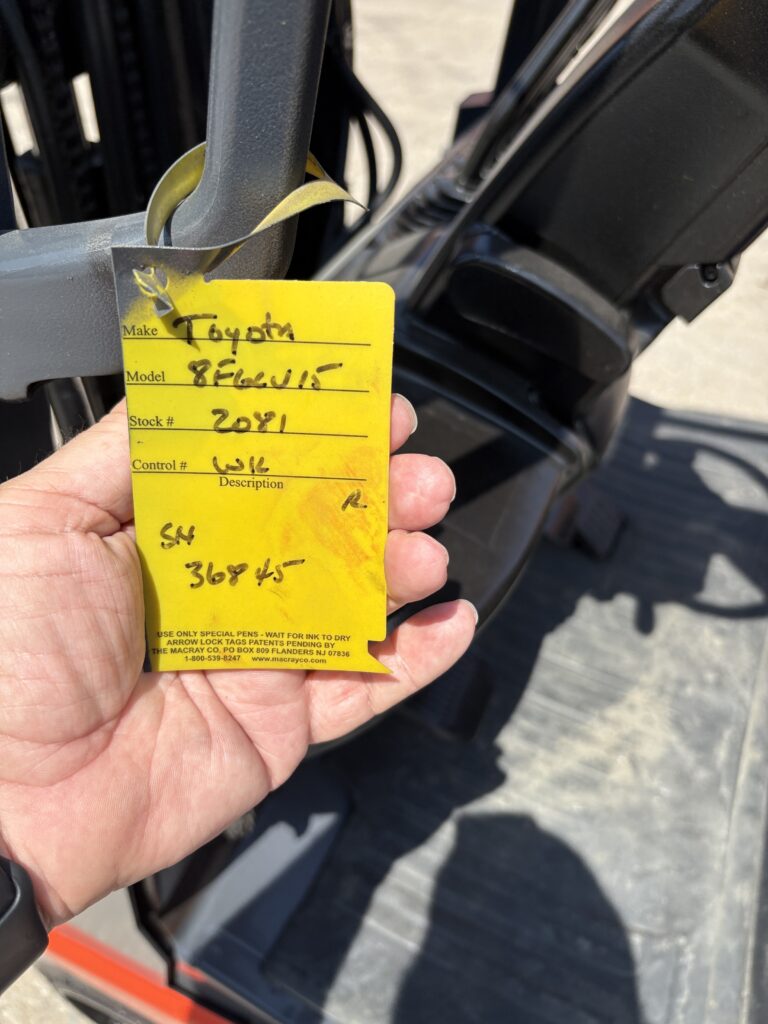 Make Toyota
Model 8FGCU15
Stock # 2081
Control # WK
Description
R
SN
36845
USE ONLY SPECIAL PENS - WAIT FOR INK TO DRY
ARROW LOCK TAGS PATENTS PENDING BY
THE MACRAY CO, PO BOX 809 FLANDERS NJ 07836
1-800-539-8247 www.macrayco.com